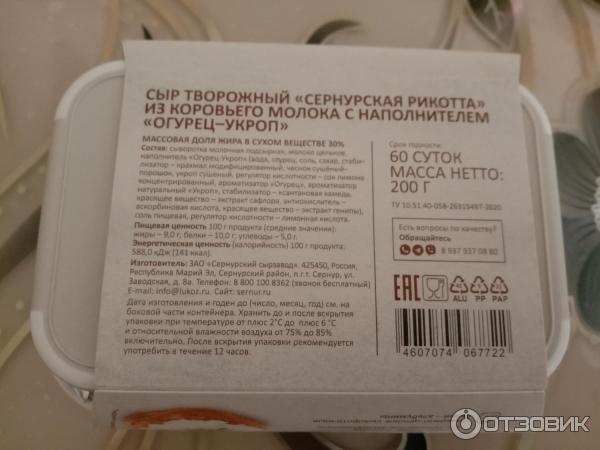 СЫР ТВОРОЖНЫЙ «СЕРНУРСКАЯ РИКОТТА»
ИЗ КОРОВЬЕГО МОЛОКА С НАПОЛНИТЕЛЕМ
«ОГУРЕЦ–УКРОП»
МАССОВАЯ ДОЛЯ ЖИРА В СУХОМ ВЕЩЕСТВЕ 30%
Состав: сыворотка молочная подсырная, молоко цельное,
наполнитель «Огурец-Укроп» (вода, огурец, соль, сахар, стаби-
лизатор – крахмал модифицированный, чеснок сушёный-
порошок, укроп сушеный, регулятор кислотности – сок лимона
концентрированный, ароматизатор «Огурец», ароматизатор
натуральный «Укроп», стабилизатор – ксантановая камедь,
красящее вещество – экстракт сафлора, антиокислитель –
аскорбиновая кислота, красящее вещество – экстракт генипы),
соль пищевая, регулятор кислотности – лимонная кислота.
Пищевая ценность 100 г продукта (средние значения):
жиры – 9,0 г; белки – 10,0 г; углеводы – 5,0 г.
Энергетическая ценность (калорийность) 100 г продукта:
588,0 кДж (141 ккал).
Изготовитель: ЗАО «Сернурский сырзавод». 425450, Россия,
Республика Марий Эл, Сернурский район, п.г.т. Сернур, ул.
Заводская, д. 8а. Телефон: 8 800 100 8362 (звонок бесплатный)
E-mail: info@lukoz.ru. Сайт: sernur.ru
Дата изготовления и годен до (число, месяц, год) см. на
боковой части контейнера. Хранить до и после вскрытия
упаковки при температуре от плюс 2°С до плюс 6 °С
и относительной влажности воздуха от 75% до 85%
включительно. После вскрытия упаковки рекомендуется
употребить в течение 12 часов.
Срок годности:
60 СУТОК
МАССА НЕТТО:
200 Г
ТУ 10.51.40-058-26315497-2020
Есть вопросы по качеству?
Обращайтесь
8 937 937 08 80
EAC
ALU
PP
PAP
4607074 067722
ОТЗОВИК